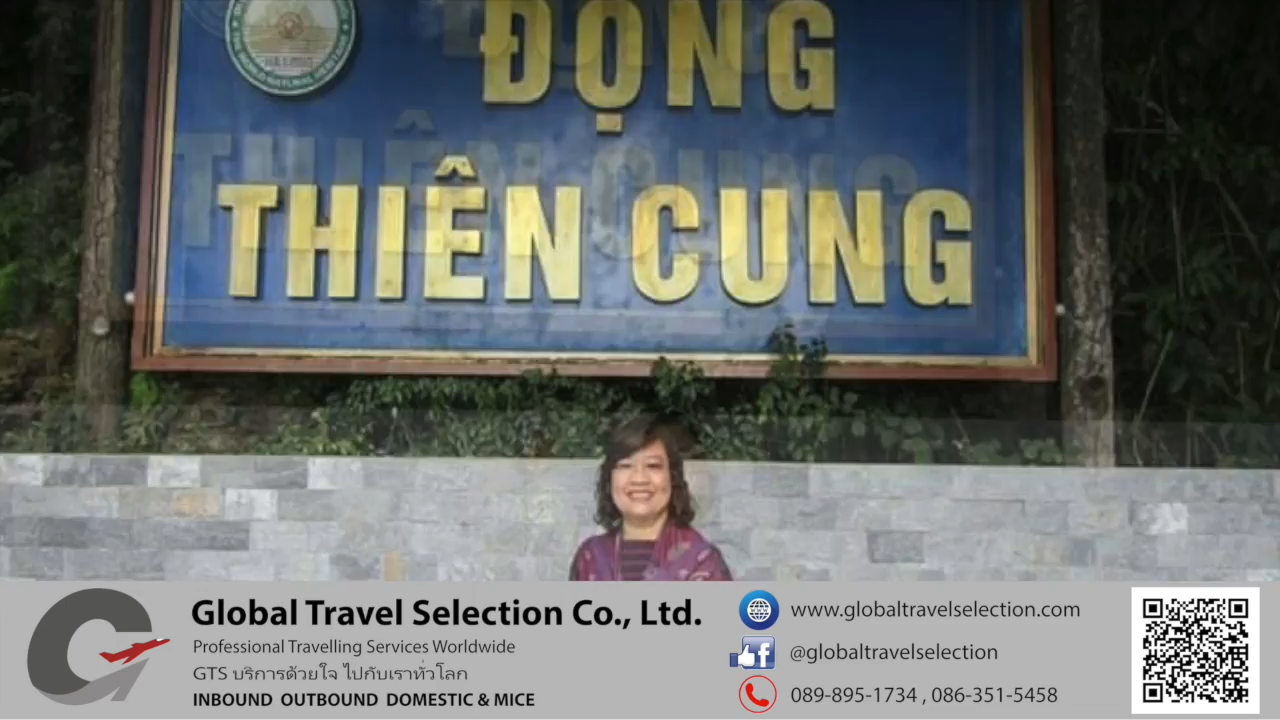 ĐỘNG
THIÊN CUNG
Global Travel Selection Co., Ltd.
Professional Travelling Services Worldwide
GTS บริการด้วยใจ ไปกับเราทั่วโลก
INBOUND OUTBOUND DOMESTIC & MICE
www.globaltravelselection.com
@globaltravelselection
089-895-1734 , 086-351-5458